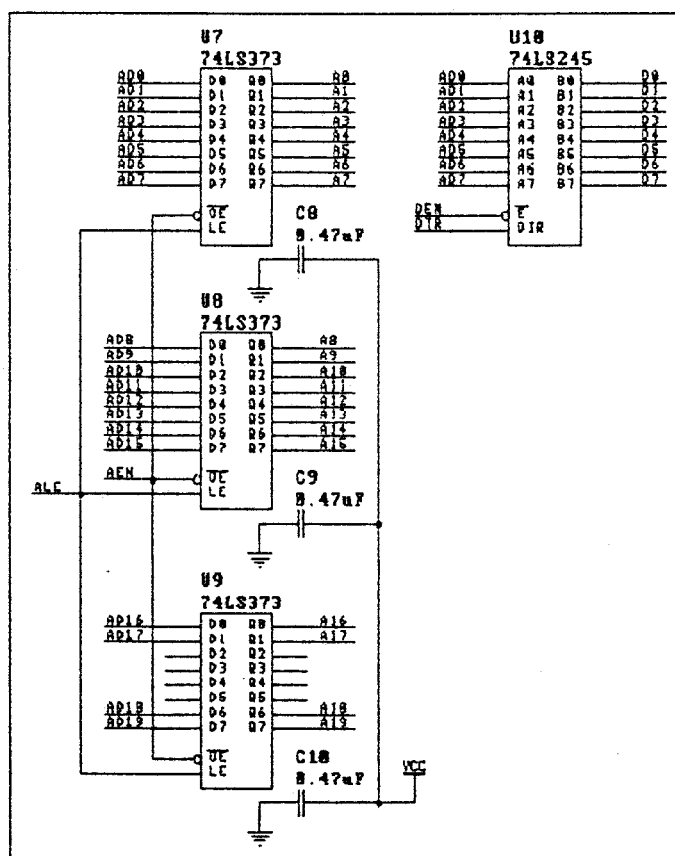 U7
74LS373
AD0 D0 Q0 A0
AD1 D1 Q1 A1
AD2 D2 Q2 A2
AD3 D3 Q3 A3
AD4 D4 Q4 A4
AD5 D5 Q5 A5
AD6 D6 Q6 A6
AD7 D7 Q7 A7
OE
LE
U10
74LS245
AD0 A0 B0 D0
AD1 A1 B1 D1
AD2 A2 B2 D2
AD3 A3 B3 D3
AD4 A4 B4 D4
AD5 A5 B5 D5
AD6 A6 B6 D6
AD7 A7 B7 D7
DEN E
DTR DIR
C8
0.47uF
U8
74LS373
AD8 D0 Q0 A8
AD9 D1 Q1 A9
AD10 D2 Q2 A10
AD11 D3 Q3 A11
AD12 D4 Q4 A12
AD13 D5 Q5 A13
AD14 D6 Q6 A14
AD15 D7 Q7 A15
AEN OE
ALE LE
C9
0.47uF
U9
74LS373
AD16 D0 Q0 A16
AD17 D1 Q1 A17
D2 Q2
D3 Q3
D4 Q4
D5 Q5
AD18 D6 Q6 A18
AD19 D7 Q7 A19
OE
LE
C10
0.47uF
VCC